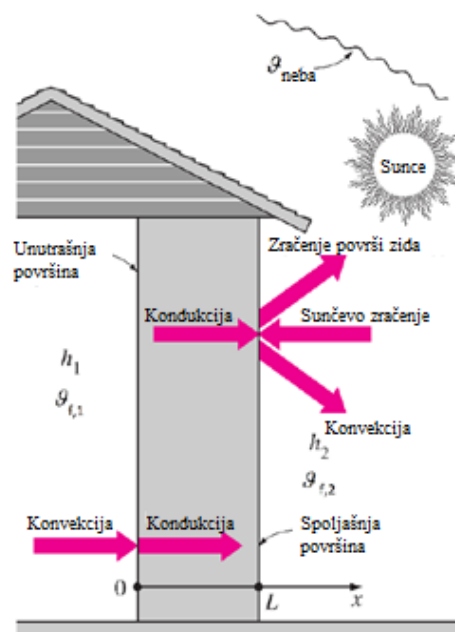 ϑneba
Sunce
Unutrašnja
površina
Zračenje površi zida
Kondukcija
Sunčevo zračenje
h1
ϑf,1
Konvekcija
h2
ϑf,2
Konvekcija
Kondukcija
Spoljašnja
površina
0
L
x